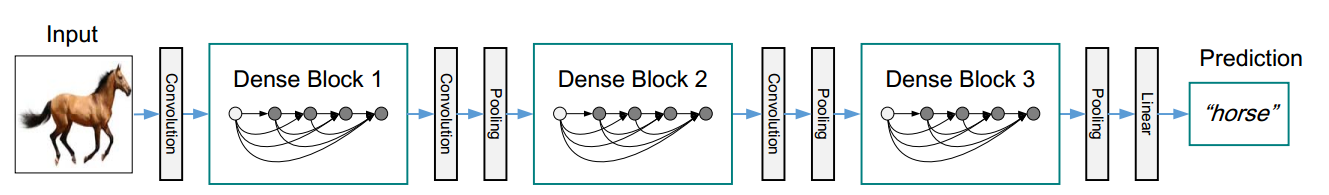 Input
Convolution
Dense Block 1
Convolution
Pooling
Dense Block 2
Convolution
Pooling
Dense Block 3
Pooling
Linear
Prediction
“horse”